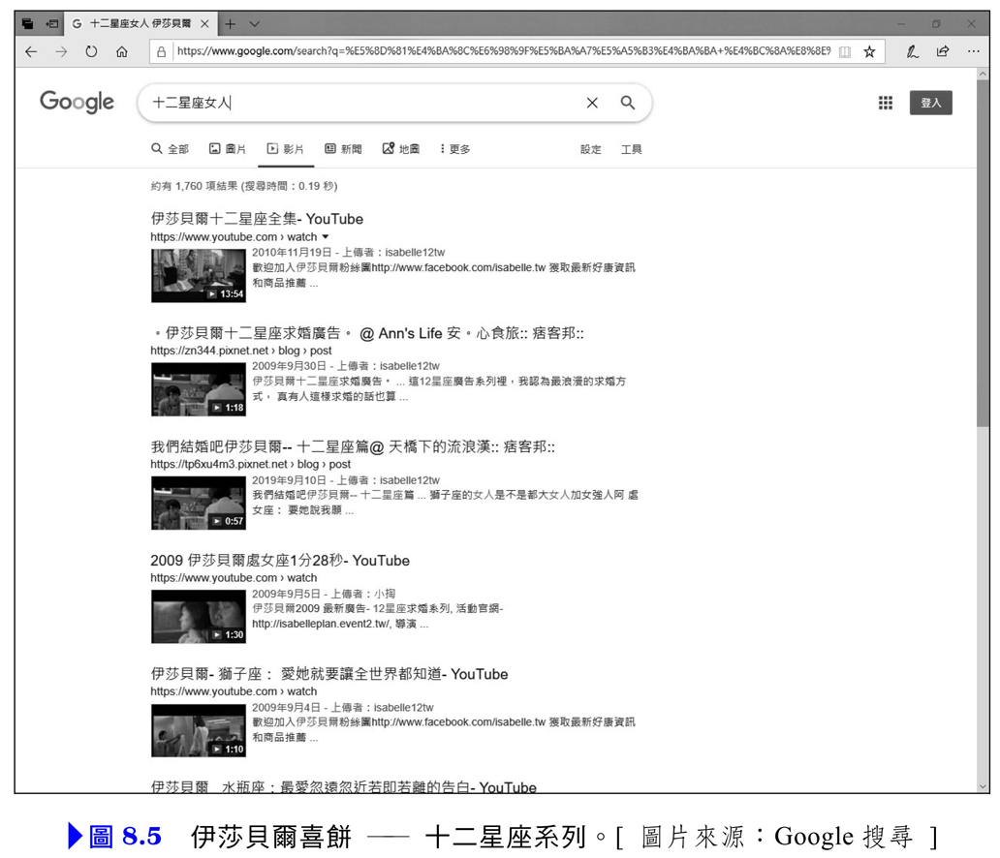 十二星座女人 伊莎貝爾
https://www.google.com/search?q=%E5%8D%81%E4%BA%8C%E6%98%9F%E5%BA%A7%E5%A5%B3%E4%BA%BA+%E4%BC%8A%E8%8E%
Google
十二星座女人
登入
全部 圖片 影片 新聞 地圖 更多 設定 工具
約有 1,760 項結果 (搜尋時間：0.19 秒)
伊莎貝爾十二星座全集- YouTube
https://www.youtube.com › watch
2010年11月19日 - 上傳者：isabelle12tw
歡迎加入伊莎貝爾粉絲團http://www.facebook.com/isabelle.tw 獲取最新好康資訊
和商品推薦 ...
13:54
。伊莎貝爾十二星座求婚廣告。 @ Ann's Life 安。心食旅:: 痞客邦::
https://zn344.pixnet.net › blog › post
2009年9月30日 - 上傳者：isabelle12tw
伊莎貝爾十二星座求婚廣告。 ... 這12星座廣告系列裡，我認為最浪漫的求婚方
式， 真有人這樣求婚的話也算 ...
1:18
我們結婚吧伊莎貝爾-- 十二星座篇@ 天橋下的流浪漢:: 痞客邦::
https://tp6xu4m3.pixnet.net › blog › post
2019年9月10日 - 上傳者：isabelle12tw
我們結婚吧伊莎貝爾-- 十二星座篇 ... 獅子座的女人是不是都大女人加女強人阿 處
女座： 要她說我願 ...
0:57
2009 伊莎貝爾處女座1分28秒- YouTube
https://www.youtube.com › watch
2009年9月5日 - 上傳者：小掏
伊莎貝爾2009 最新廣告- 12星座求婚系列, 活動官網-
http://isabelleplan.event2.tw/, 導演 ...
1:30
伊莎貝爾- 獅子座： 愛她就要讓全世界都知道- YouTube
https://www.youtube.com › watch
2009年9月4日 - 上傳者：isabelle12tw
歡迎加入伊莎貝爾粉絲團http://www.facebook.com/isabelle.tw 獲取最新好康資訊
和商品推薦 ...
1:10
伊莎貝爾_水瓶座：最愛忽遠忽近若即若離的告白- YouTube
圖 8.5 伊莎貝爾喜餅 —— 十二星座系列。[ 圖片來源：Google 搜尋 ]